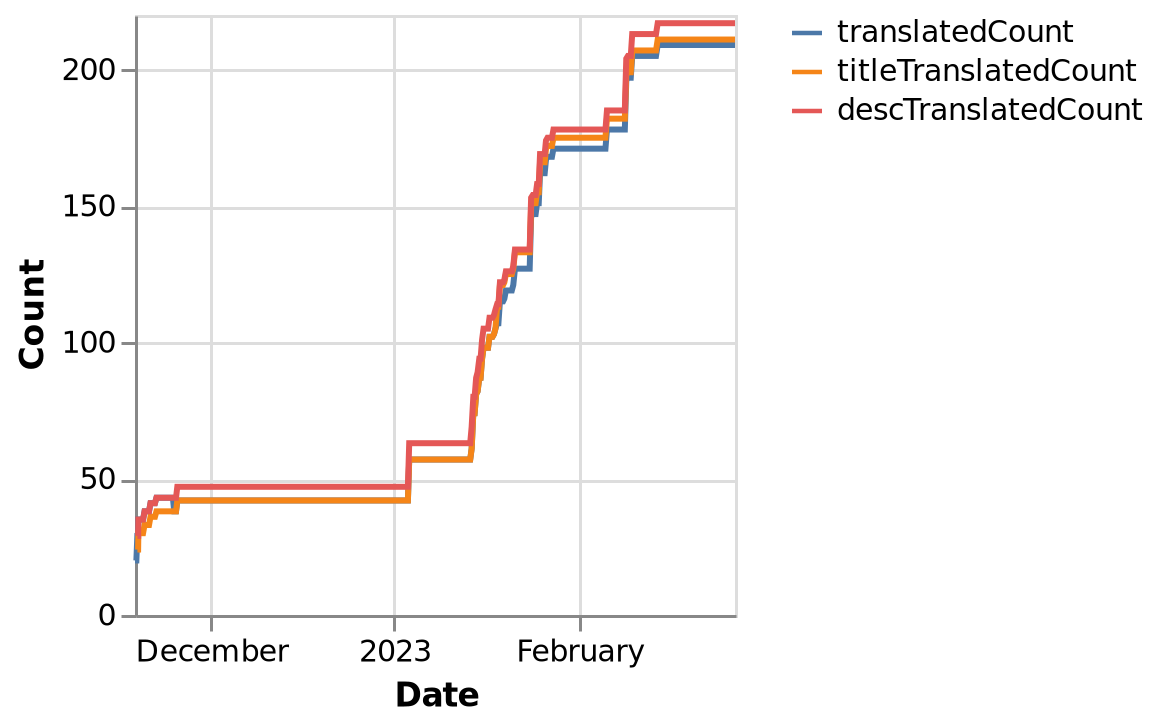 translatedCount
titleTranslatedCount
descTranslatedCount
200
150
100
50
0
Count
December 2023 February
Date